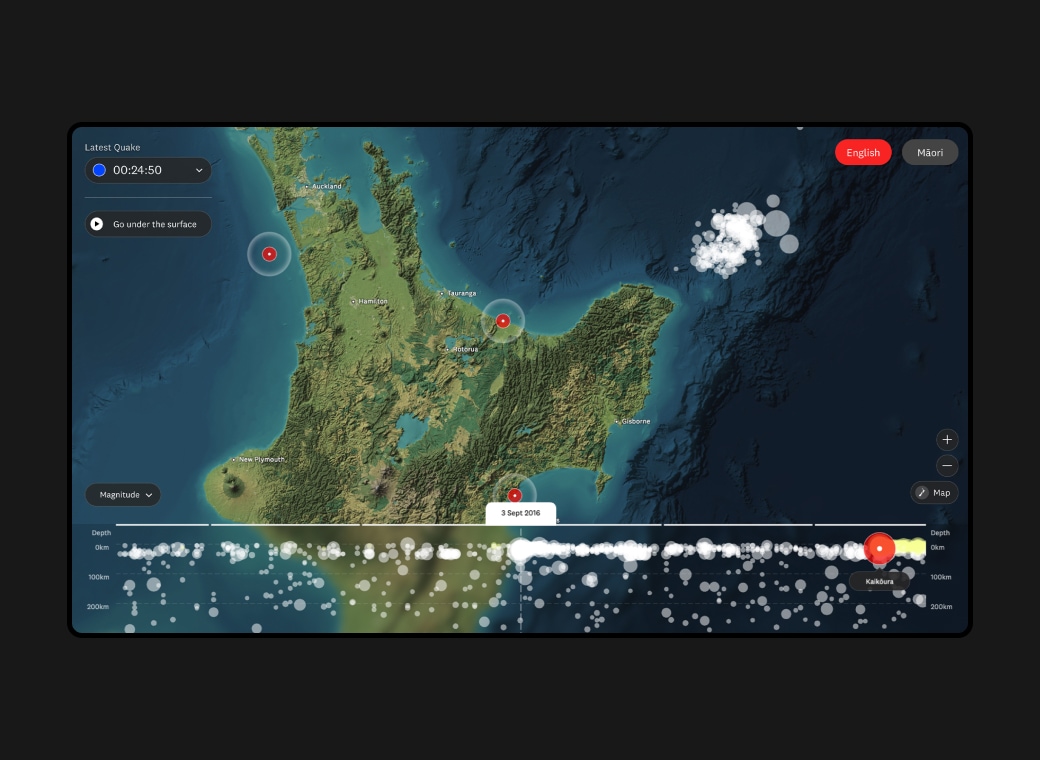 Latest Quake
00:24:50
Go under the surface
English
Māori
Auckland
Tauranga
Hamilton
Rotorua
Gisborne
New Plymouth
Magnitude
Map
3 Sept 2016
Depth
0km
100km
200km
Depth
0km
100km
200km
Kaikōura